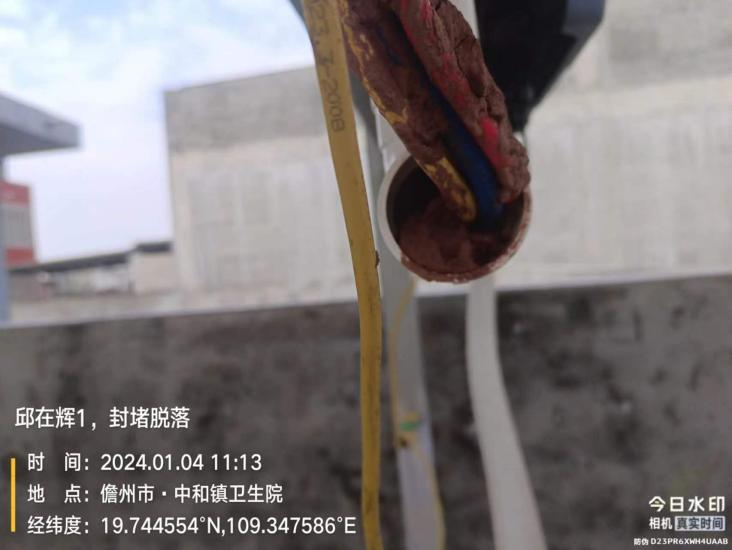 3-2008
邱在辉1，封堵脱落
时 间：2024.01.04 11:13
地 点：儋州市·中和镇卫生院
经纬度：19.744554°N,109.347586°E
今日水印
相机 真实时间
防伪 D23PR6XWH4UAAB